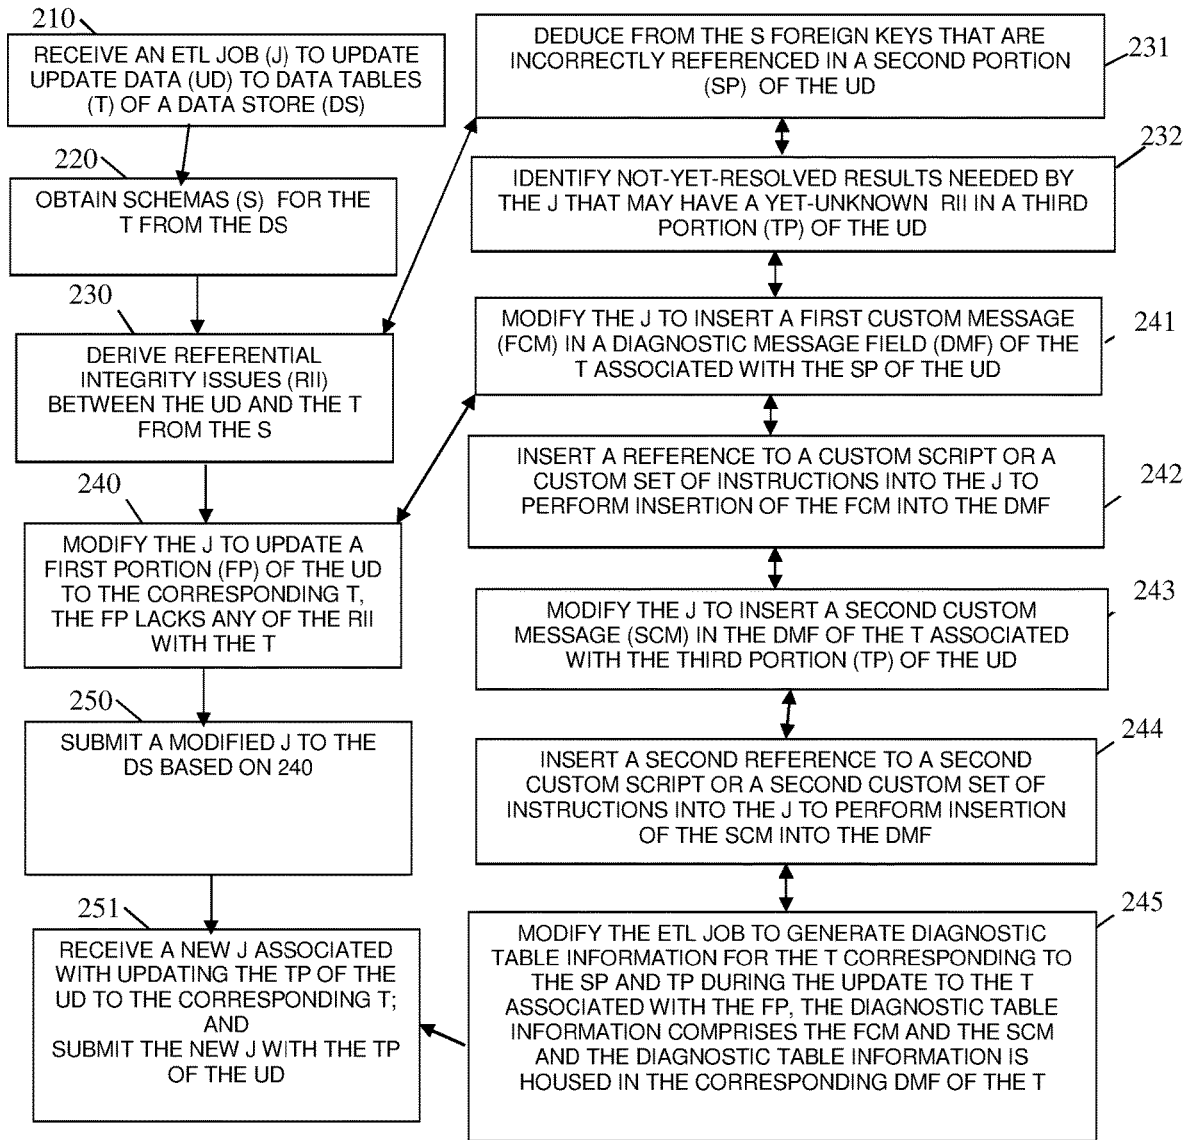 210
RECEIVE AN ETL JOB (J) TO UPDATE
UPDATE DATA (UD) TO DATA TABLES
(T) OF A DATA STORE (DS)
220
OBTAIN SCHEMAS (S) FOR THE
T FROM THE DS
230
DERIVE REFERENTIAL
INTEGRITY ISSUES (RII)
BETWEEN THE UD AND THE T
FROM THE S
240
MODIFY THE J TO UPDATE A
FIRST PORTION (FP) OF THE UD
TO THE CORRESPONDING T,
THE FP LACKS ANY OF THE RII
WITH THE T
250
SUBMIT A MODIFIED J TO THE
DS BASED ON 240
251
RECEIVE A NEW J ASSOCIATED
WITH UPDATING THE TP OF THE
UD TO THE CORRESPONDING T;
AND
SUBMIT THE NEW J WITH THE TP
OF THE UD
231
DEDUCE FROM THE S FOREIGN KEYS THAT ARE
INCORRECTLY REFERENCED IN A SECOND PORTION
(SP) OF THE UD
232
IDENTIFY NOT-YET-RESOLVED RESULTS NEEDED BY
THE J THAT MAY HAVE A YET-UNKNOWN RII IN A THIRD
PORTION (TP) OF THE UD
241
MODIFY THE J TO INSERT A FIRST CUSTOM MESSAGE
(FCM) IN A DIAGNOSTIC MESSAGE FIELD (DMF) OF THE
T ASSOCIATED WITH THE SP OF THE UD
242
INSERT A REFERENCE TO A CUSTOM SCRIPT OR A
CUSTOM SET OF INSTRUCTIONS INTO THE J TO
PERFORM INSERTION OF THE FCM INTO THE DMF
243
MODIFY THE J TO INSERT A SECOND CUSTOM
MESSAGE (SCM) IN THE DMF OF THE T ASSOCIATED
WITH THE THIRD PORTION (TP) OF THE UD
244
INSERT A SECOND REFERENCE TO A SECOND
CUSTOM SCRIPT OR A SECOND CUSTOM SET OF
INSTRUCTIONS INTO THE J TO PERFORM INSERTION
OF THE SCM INTO THE DMF
245
MODIFY THE ETL JOB TO GENERATE DIAGNOSTIC
TABLE INFORMATION FOR THE T CORRESPONDING TO
THE SP AND TP DURING THE UPDATE TO THE T
ASSOCIATED WITH THE FP, THE DIAGNOSTIC TABLE
INFORMATION COMPRISES THE FCM AND THE SCM
AND THE DIAGNOSTIC TABLE INFORMATION IS
HOUSED IN THE CORRESPONDING DMF OF THE T